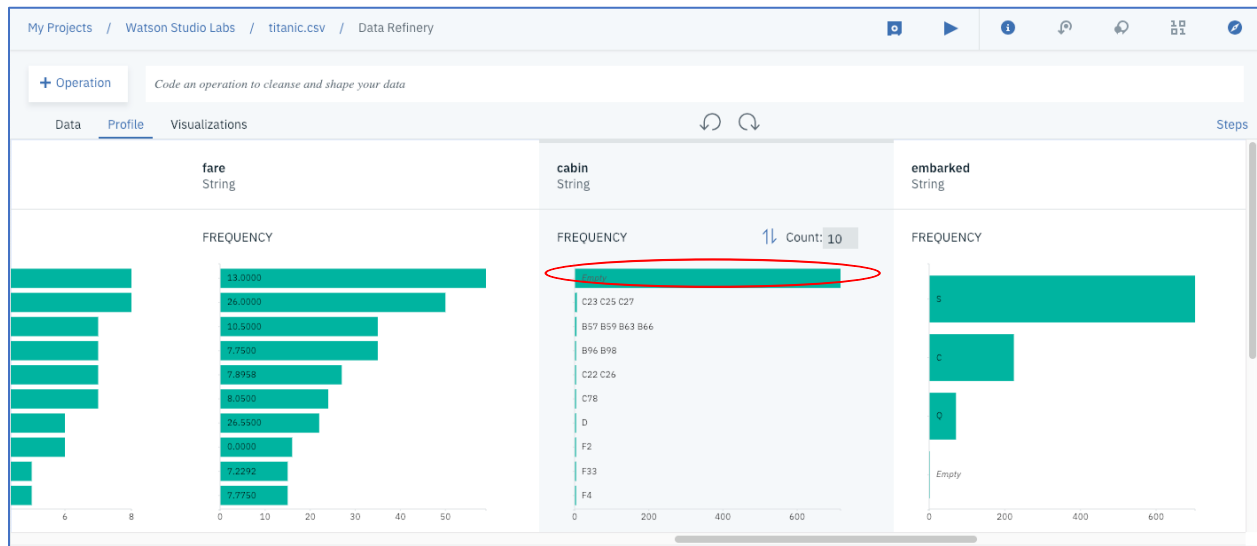 My Projects / Watson Studio Labs / titanic.csv / Data Refinery
+ Operation
Code an operation to cleanse and shape your data
Data Profile Visualizations
Steps
fare
String
cabin
String
embarked
String
FREQUENCY
FREQUENCY
Count: 10
FREQUENCY
6 8
13.0000
26.0000
10.5000
7.7500
7.8958
8.0500
26.5500
0.0000
7.2292
7.7750
0 10 20 30 40 50
Empty
C23 C25 C27
B57 B59 B63 B66
B96 B98
C22 C26
C78
D
F2
F33
F4
0 200 400 600
S
C
Q
Empty
0 200 400 600